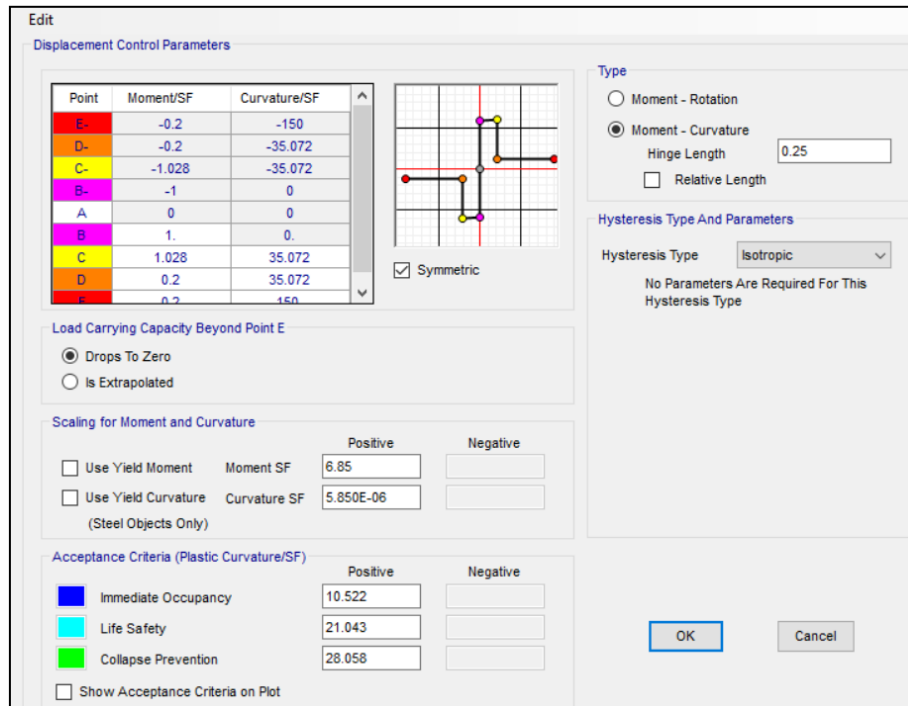 Edit
Displacement Control Parameters
Point Moment/SF Curvature/SF
E- -0.2 -150
D- -0.2 -35.072
C- -1.028 -35.072
B- -1 0
A 0 0
B 1. 0.
C 1.028 35.072
D 0.2 35.072
E 0.2 150
Symmetric
Type
Moment - Rotation
Moment - Curvature
Hinge Length 0.25
Relative Length
Hysteresis Type And Parameters
Hysteresis Type Isotropic
No Parameters Are Required For This
Hysteresis Type
Load Carrying Capacity Beyond Point E
Drops To Zero
Is Extrapolated
Scaling for Moment and Curvature
Positive Negative
Use Yield Moment Moment SF 6.85
Use Yield Curvature Curvature SF 5.850E-06
(Steel Objects Only)
Acceptance Criteria (Plastic Curvature/SF)
Positive Negative
Immediate Occupancy 10.522
Life Safety 21.043
Collapse Prevention 28.058
Show Acceptance Criteria on Plot
OK Cancel